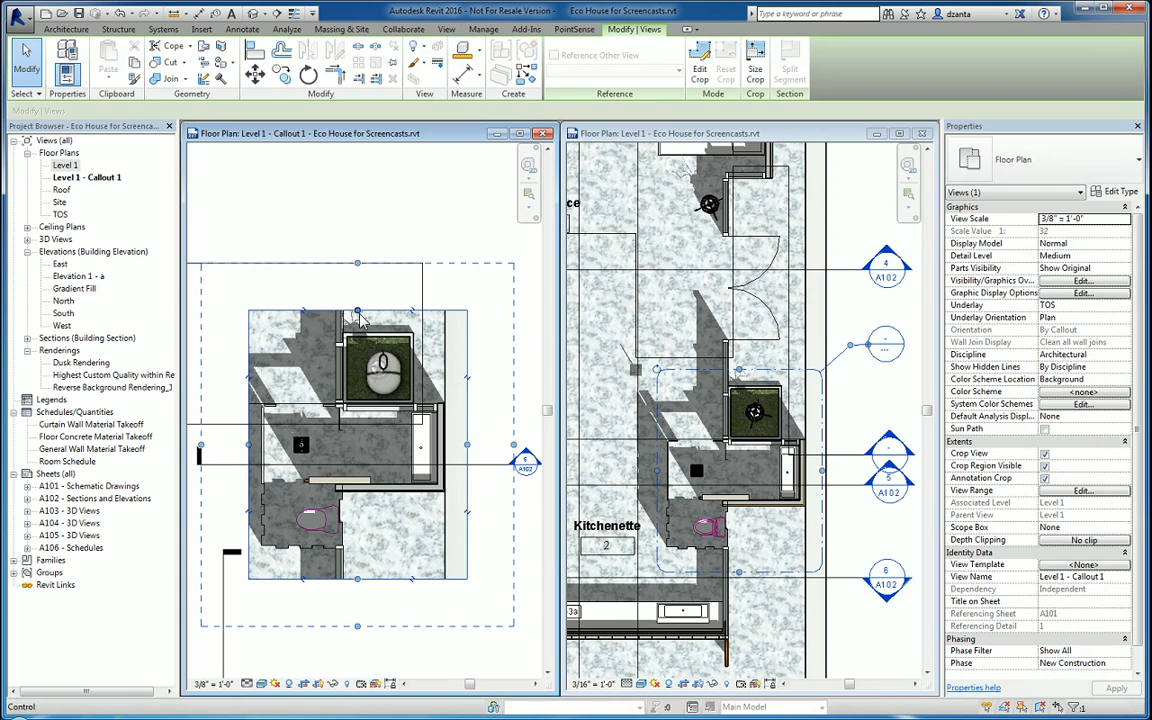 Autodesk Revit 2016 - Not For Resale Version - Eco House for Screencasts.rvt
Type a keyword or phrase
dzanta
Architecture Structure Systems Insert Annotate Analyze Massing & Site Collaborate View Manage Add-Ins PointSense Modify | Views
Modify
Properties
Paste
Cope
Cut
Join
Reference Other View
Edit Crop
Reset Crop
Size Crop
Split Segment
Select Properties Clipboard Geometry Modify View Measure Create Reference Mode Crop Section
Modify | Views
Project Browser - Eco House for Screencas...
Views (all)
Floor Plans
Level 1
Level 1 - Callout 1
Roof
Site
TOS
Ceiling Plans
3D Views
Elevations (Building Elevation)
East
Elevation 1 - a
Gradient Fill
North
South
West
Sections (Building Section)
Renderings
Dusk Rendering
Highest Custom Quality within Re
Reverse Background Rendering_1
Legends
Schedules/Quantities
Curtain Wall Material Takeoff
Floor Concrete Material Takeoff
General Wall Material Takeoff
Room Schedule
Sheets (all)
A101 - Schematic Drawings
A102 - Sections and Elevations
A103 - 3D Views
A104 - 3D Views
A105 - 3D Views
A106 - Schedules
Families
Groups
Revit Links
Floor Plan: Level 1 - Callout 1 - Eco House for Screencasts.rvt
6
A102
3/8" = 1'-0"
Floor Plan: Level 1 - Eco House for Screencasts.rvt
ce
4
A102
5
A102
Kitchenette
2
6
A102
3a
3/16" = 1'-0"
Properties
Floor Plan
Views (1)
Edit Type
Graphics
View Scale 3/8" = 1'-0"
Scale Value 1: 32
Display Model Normal
Detail Level Medium
Parts Visibility Show Original
Visibility/Graphics Ov... Edit...
Graphic Display Options Edit...
Underlay TOS
Underlay Orientation Plan
Orientation By Callout
Wall Join Display Clean all wall joins
Discipline Architectural
Show Hidden Lines By Discipline
Color Scheme Location Background
Color Scheme <none>
System Color Schemes Edit...
Default Analysis Displ... None
Sun Path
Extents
Crop View
Crop Region Visible
Annotation Crop
View Range Edit...
Associated Level Level 1
Parent View Level 1
Scope Box None
Depth Clipping No clip
Identity Data
View Template <None>
View Name Level 1 - Callout 1
Dependency Independent
Title on Sheet
Referencing Sheet A101
Referencing Detail 1
Phasing
Phase Filter Show All
Phase New Construction
Properties help
Apply
Control
:0
Main Model
:1